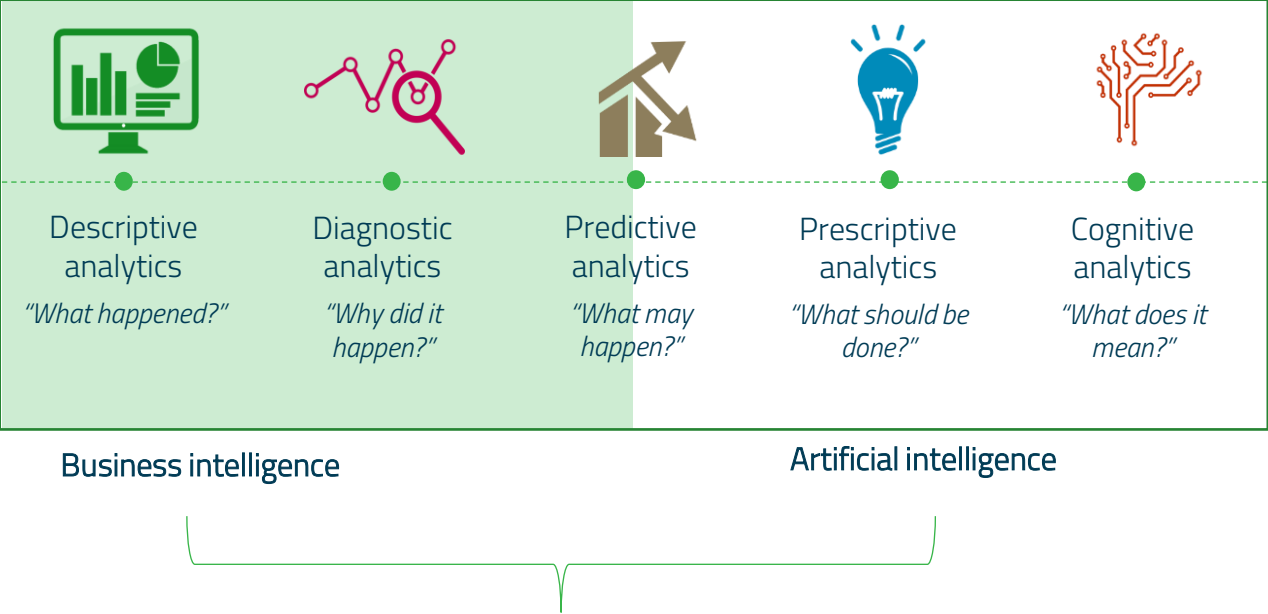 Descriptive
analytics
“What happened?”
Diagnostic
analytics
“Why did it
happen?”
Predictive
analytics
“What may
happen?”
Prescriptive
analytics
“What should be
done?”
Cognitive
analytics
“What does it
mean?”
Business intelligence
Artificial intelligence